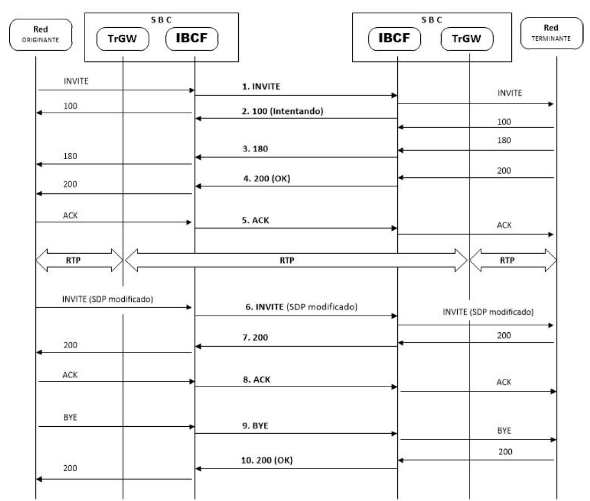 S B C
S B C
Red
ORIGINANTE
TrGW
IBCF
IBCF
TrGW
Red
TERMINANTE
INVITE
1. INVITE
INVITE
100
2. 100 (Intentando)
100
180
3. 180
180
200
4. 200 (OK)
200
ACK
5. ACK
ACK
RTP
RTP
RTP
INVITE (SDP modificado)
6. INVITE (SDP modificado)
INVITE (SDP modificado)
200
7. 200
200
ACK
8. ACK
ACK
BYE
9. BYE
BYE
200
10. 200 (OK)
200